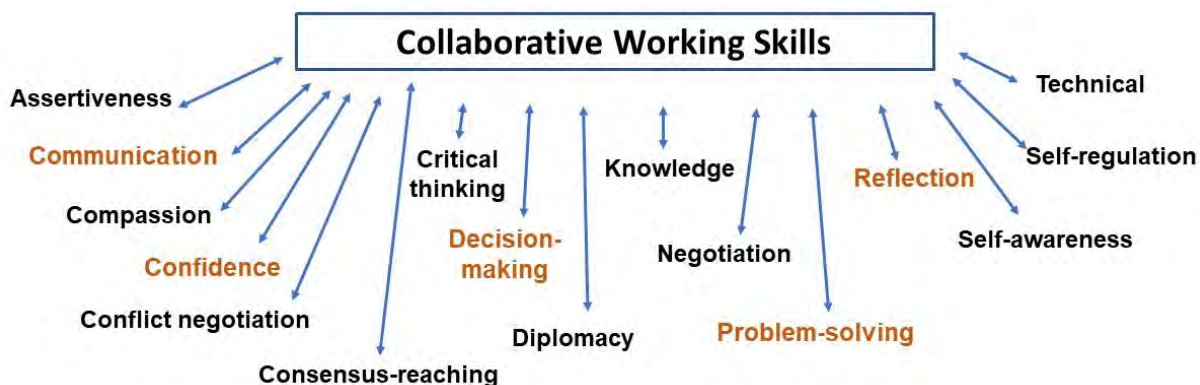 Collaborative Working Skills
Assertiveness
Communication
Compassion
Confidence
Conflict negotiation
Consensus-reaching
Critical
thinking
Decision-
making
Diplomacy
Knowledge
Negotiation
Problem-solving
Reflection
Self-awareness
Self-regulation
Technical